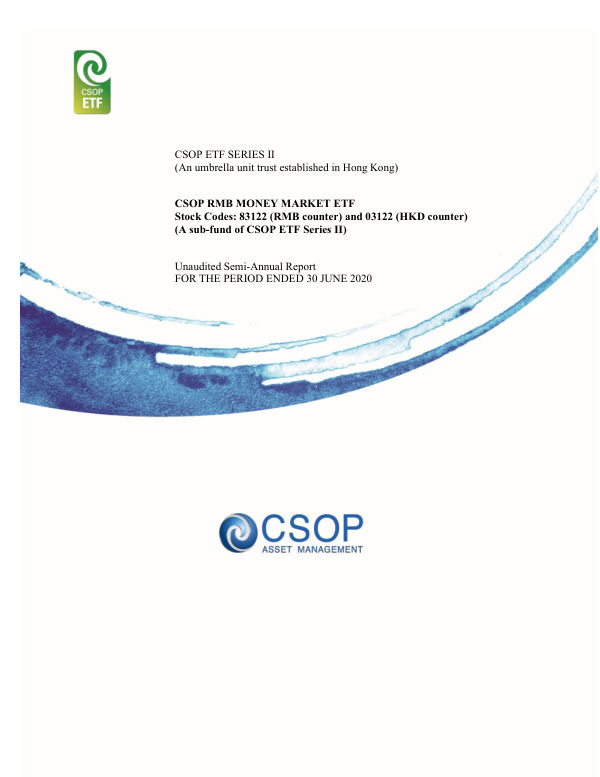 CSOP
ETF
CSOP ETF SERIES II
(An umbrella unit trust established in Hong Kong)
CSOP RMB MONEY MARKET ETF
Stock Codes: 83122 (RMB counter) and 03122 (HKD counter)
(A sub-fund of CSOP ETF Series II)
Unaudited Semi-Annual Report
FOR THE PERIOD ENDED 30 JUNE 2020
CSOP
ASSET MANAGEMENT